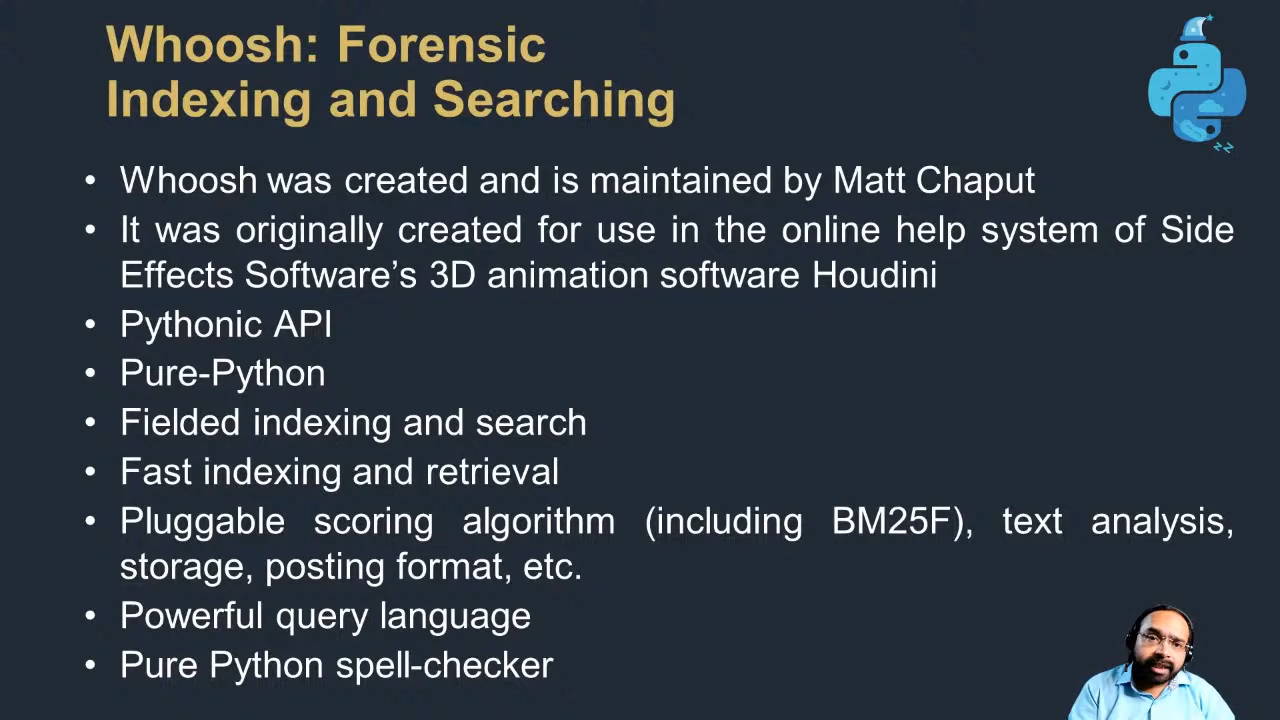 Whoosh: Forensic
Indexing and Searching
• Whoosh was created and is maintained by Matt Chaput
• It was originally created for use in the online help system of Side
Effects Software’s 3D animation software Houdini
• Pythonic API
• Pure-Python
• Fielded indexing and search
• Fast indexing and retrieval
• Pluggable scoring algorithm (including BM25F), text analysis,
storage, posting format, etc.
• Powerful query language
• Pure Python spell-checker
zz